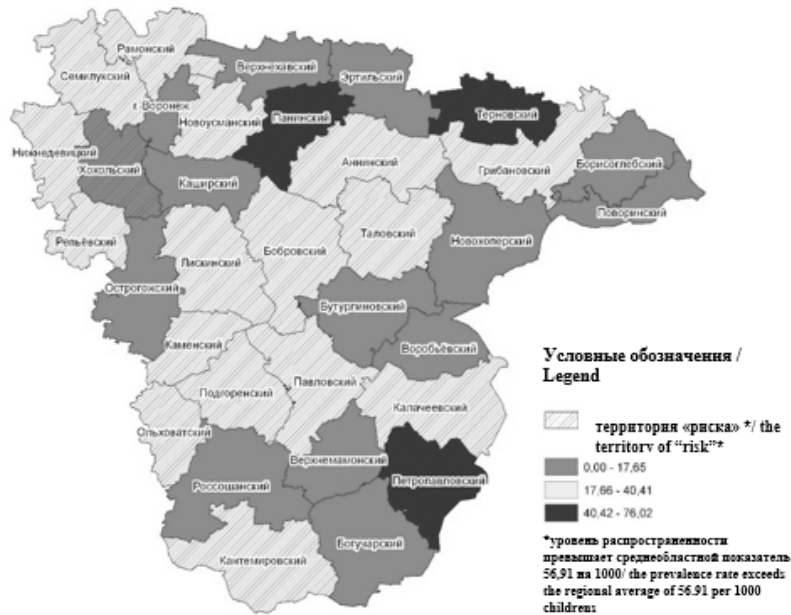 Рамонский
Семилукский
Верхнехавский
Эртильский
г. Воронеж
Новоусманский
Панинский
Терновский
Нижнедевицкий
Хохольский
Каширский
Аннинский
Грибановский
Борисоглебский
Поворинский
Репьёвский
Лискинский
Бобровский
Таловский
Новохоперский
Острогожский
Бутурлиновский
Каменский
Воробьёвский
Подгоренский
Павловский
Калачеевский
Ольховатский
Верхнемамонский
Петропавловский
Россошанский
Кантемировский
Богучарский
Условные обозначения /
Legend
территория «риска» */ the
territory of “risk”*
0,00 - 17,65
17,66 - 40,41
40,42 - 76,02
*уровень распространенности
превышает среднеобластной показатель
56,91 на 1000/ the prevalence rate exceeds
the regional average of 56.91 per 1000
childrens